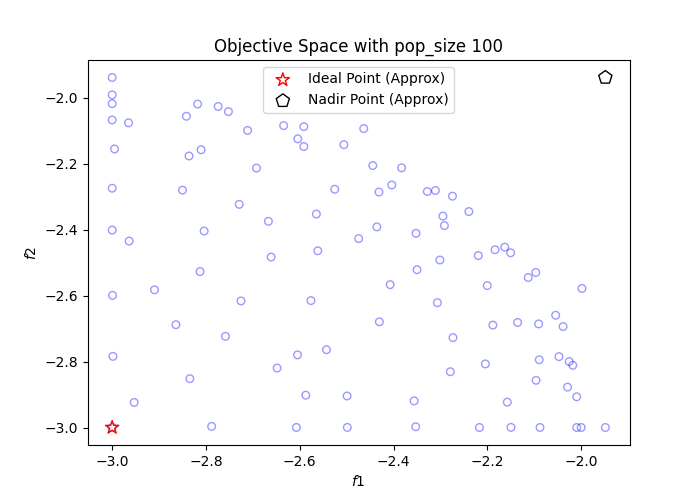 Objective Space with pop_size 100
Ideal Point (Approx)
Nadir Point (Approx)
f2
−2.0
−2.2
−2.4
−2.6
−2.8
−3.0
−3.0 −2.8 −2.6 −2.4 −2.2 −2.0
f1